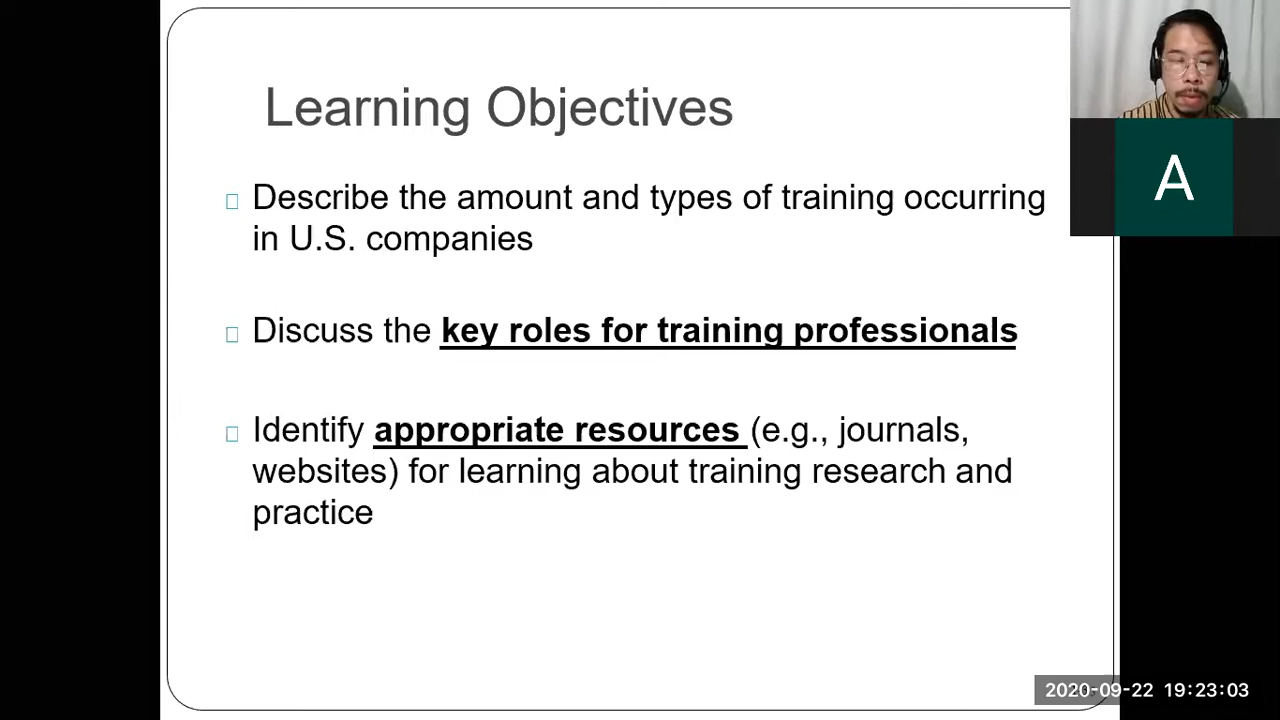 Learning Objectives
Describe the amount and types of training occurring
in U.S. companies
Discuss the key roles for training professionals
Identify appropriate resources (e.g., journals,
websites) for learning about training research and
practice
A
2020-09-22 19:23:03